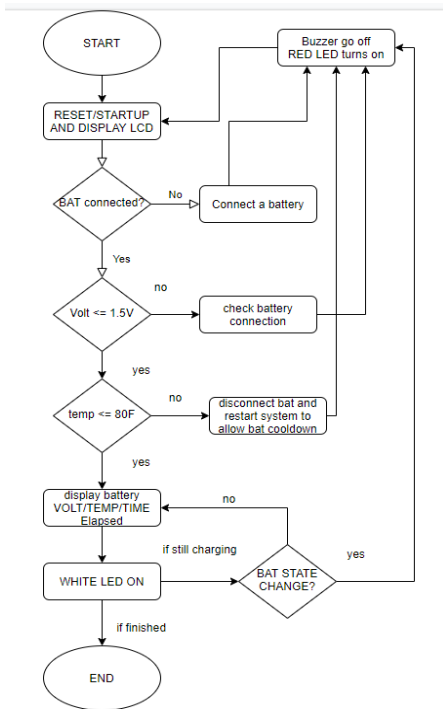 START
Buzzer go off
RED LED turns on
RESET/STARTUP
AND DISPLAY LCD
BAT connected?
No
Connect a battery
Yes
no
Volt <= 1.5V
check battery
connection
yes
no
temp <= 80F
disconnect bat and
restart system to
allow bat cooldown
yes
display battery
VOLT/TEMP/TIME
Elapsed
no
if still charging
yes
WHITE LED ON
BAT STATE
CHANGE?
if finished
END